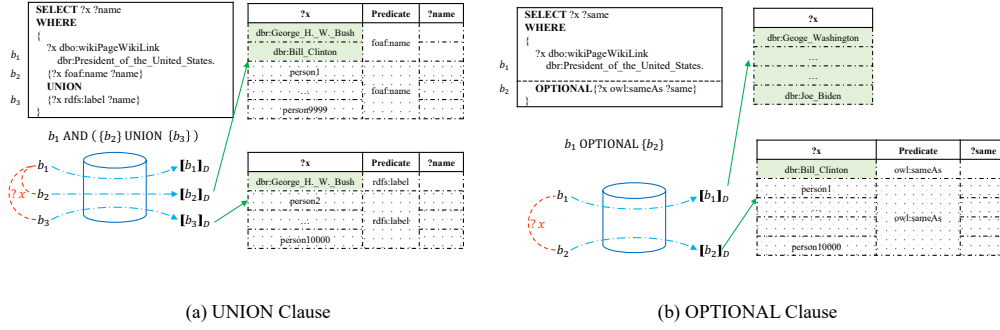 SELECT ?x ?name
WHERE
{
b₁ ?x dbo:wikiPageWikiLink
dbr:President_of_the_United_States.
b₂ {?x foaf:name ?name}
UNION
b₃ {?x rdfs:label ?name}
}
b₁ AND ({b₂} UNION {b₃})
? x
b₁ ⟦b₁⟧D
b₂ ⟦b₂⟧D
b₃ ⟦b₃⟧D
?x Predicate ?name
dbr:George_H._W._Bush
foaf:name
dbr:Bill_Clinton
person1
...
foaf:name
person9999
?x Predicate ?name
dbr:George_H._W._Bush rdfs:label
person2
...
rdfs:label
person10000
(a) UNION Clause
SELECT ?x ?same
WHERE
{
b₁ ?x dbo:wikiPageWikiLink
dbr:President_of_the_United_States.
b₂ OPTIONAL{?x owl:sameAs ?same}
}
b₁ OPTIONAL {b₂}
? x
b₁ ⟦b₁⟧D
b₂ ⟦b₂⟧D
?x
dbr:Geoge_Washington
...
...
dbr:Joe_Biden
?x Predicate ?same
dbr:Bill_Clinton owl:sameAs
person1
...
owl:sameAs
person10000
(b) OPTIONAL Clause